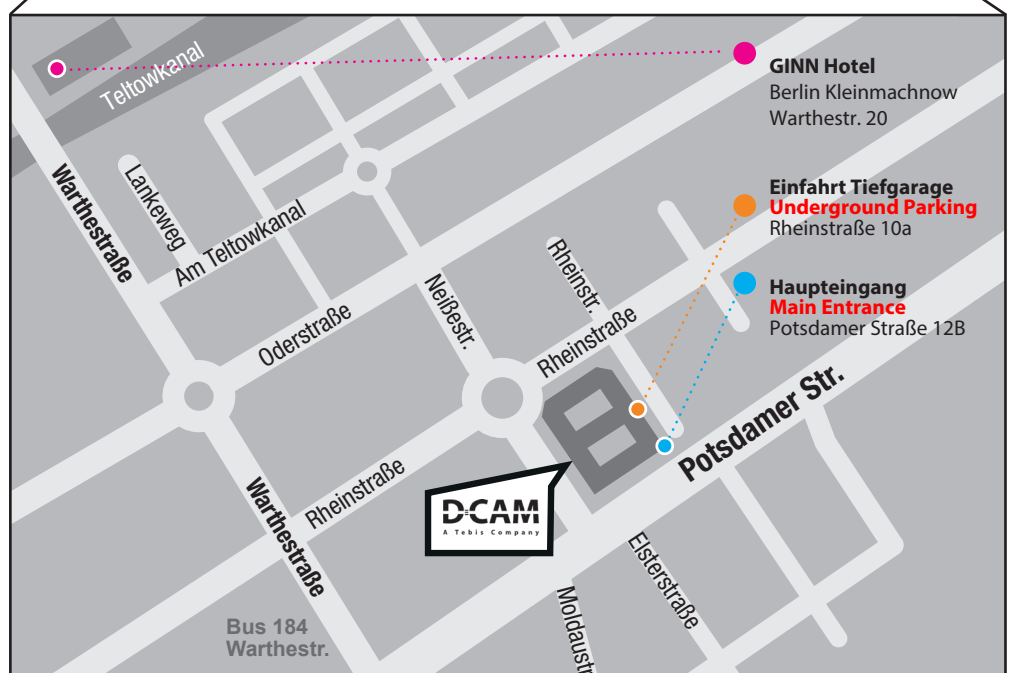 Teltowkanal
GINN Hotel
Berlin Kleinmachnow
Warthestr. 20
Warthestraße
Lankeweg
Am Teltowkanal
Einfahrt Tiefgarage
Underground Parking
Rheinstraße 10a
Rheinstr.
Neißestr.
Haupteingang
Main Entrance
Potsdamer Straße 12B
Oderstraße
Rheinstraße
Potsdamer Str.
Rheinstraße
Warthestraße
D-CAM
A Tebis Company
Elsterstraße
Moldaustr
Bus 184
Warthestr.